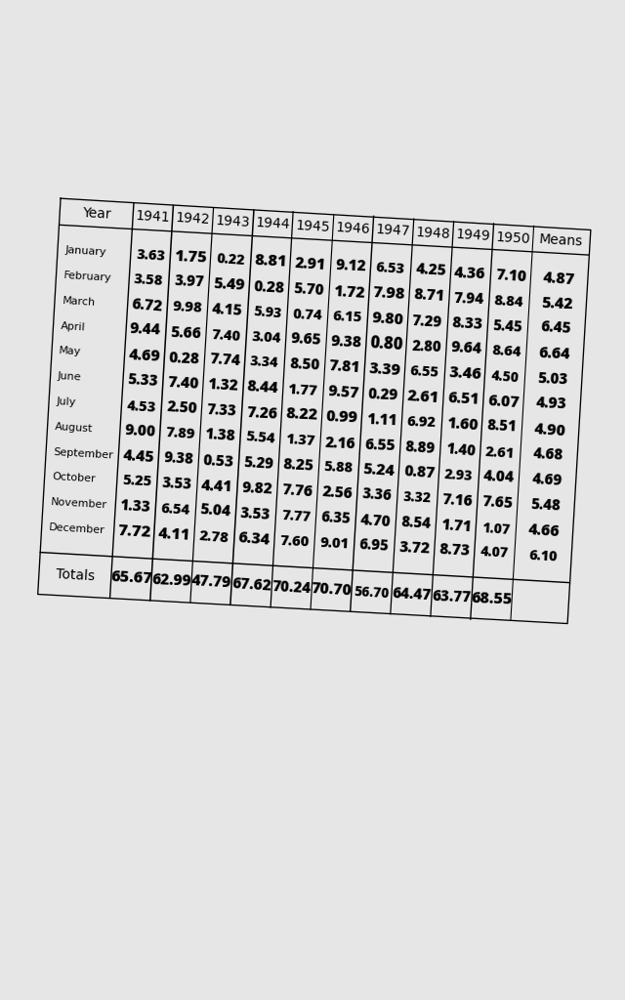 Year 1941 1942 1943 1944 1945 1946 1947 1948 1949 1950 Means
January 3.63 1.75 0.22 8.81 2.91 9.12 6.53 4.25 4.36 7.10 4.87
February 3.58 3.97 5.49 0.28 5.70 1.72 7.98 8.71 7.94 8.84 5.42
March 6.72 9.98 4.15 5.93 0.74 6.15 9.80 7.29 8.33 5.45 6.45
April 9.44 5.66 7.40 3.04 9.65 9.38 0.80 2.80 9.64 8.64 6.64
May 4.69 0.28 7.74 3.34 8.50 7.81 3.39 6.55 3.46 4.50 5.03
June 5.33 7.40 1.32 8.44 1.77 9.57 0.29 2.61 6.51 6.07 4.93
July 4.53 2.50 7.33 7.26 8.22 0.99 1.11 6.92 1.60 8.51 4.90
August 9.00 7.89 1.38 5.54 1.37 2.16 6.55 8.89 1.40 2.61 4.68
September 4.45 9.38 0.53 5.29 8.25 5.88 5.24 0.87 2.93 4.04 4.69
October 5.25 3.53 4.41 9.82 7.76 2.56 3.36 3.32 7.16 7.65 5.48
November 1.33 6.54 5.04 3.53 7.77 6.35 4.70 8.54 1.71 1.07 4.66
December 7.72 4.11 2.78 6.34 7.60 9.01 6.95 3.72 8.73 4.07 6.10
Totals 65.67 62.99 47.79 67.62 70.24 70.70 56.70 64.47 63.77 68.55